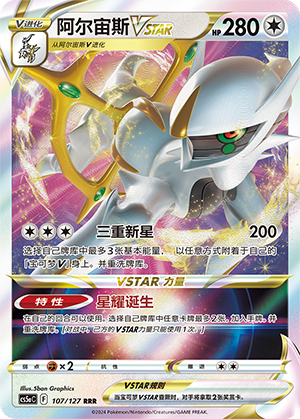 V进化
阿尔宙斯 VSTAR HP 280
从阿尔宙斯V进化
三重新星 200
选择自己牌库中最多3张基本能量，以任意方式附着于自己的
「宝可梦V」身上。并重洗牌库。
VSTAR力量
特性 星耀诞生
在自己的回合可以使用。选择自己牌库中任意卡牌最多2张，加入手牌。并
重洗牌库。[对战中，己方的VSTAR力量只能使用1次。]
弱点 ×2 抵抗力 撤退
Illus.5ban Graphics
CS5aC F 107/127 RRR
VSTAR规则
当宝可梦VSTAR昏厥时，对手将拿取2张奖赏卡。
©2024 Pokémon/Nintendo/Creatures/GAME FREAK.